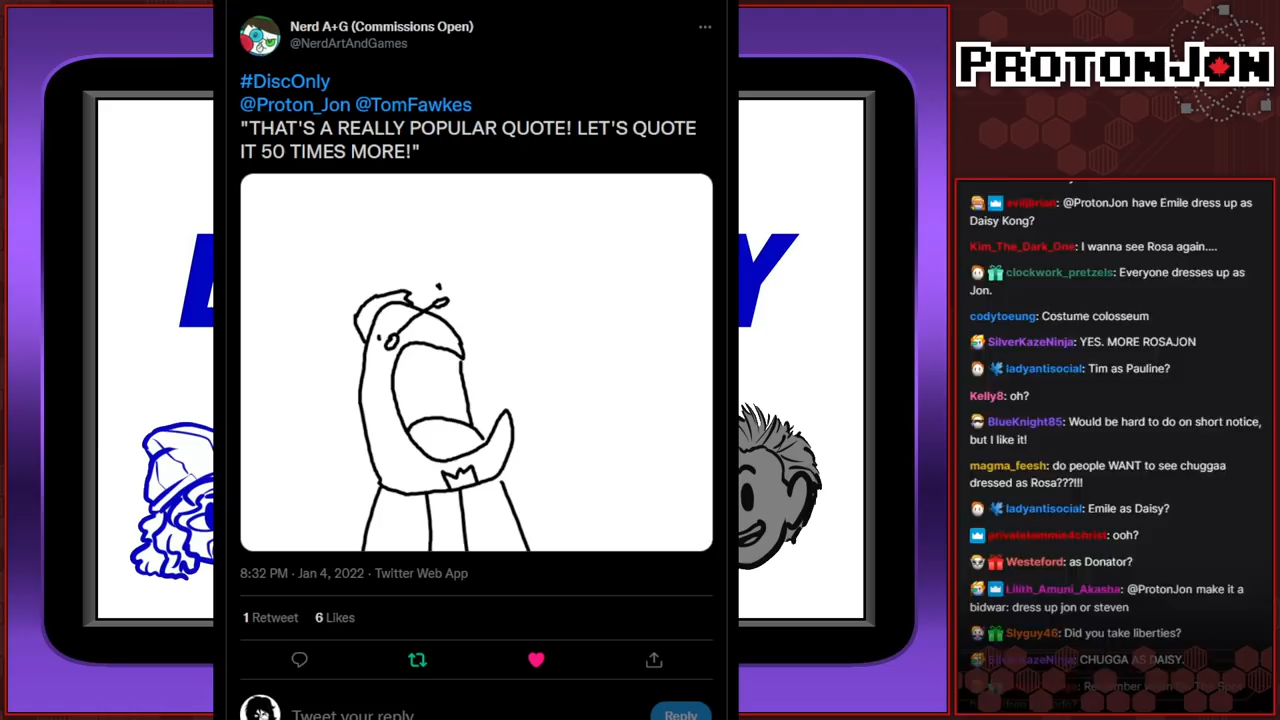 Nerd A+G (Commissions Open)
@NerdArtAndGames
#DiscOnly
@Proton_Jon @TomFawkes
"THAT'S A REALLY POPULAR QUOTE! LET'S QUOTE
IT 50 TIMES MORE!"
8:32 PM · Jan 4, 2022 · Twitter Web App
1 Retweet 6 Likes
Tweet your reply
Reply
Y
PROTONJON
eviljbrian: @ProtonJon have Emile dress up as
Daisy Kong?
Kim_The_Dark_One: I wanna see Rosa again....
clockwork_pretzels: Everyone dresses up as
Jon.
codytoeung: Costume colosseum
SilverKazeNinja: YES. MORE ROSAJON
ladyantisocial: Tim as Pauline?
Kelly8: oh?
BlueKnight85: Would be hard to do on short notice,
but I like it!
magma_feesh: do people WANT to see chuggaa
dressed as Rosa???!!!
ladyantisocial: Emile as Daisy?
privatetommie4christ: ooh?
Westeford: as Donator?
Lilith_Amuni_Akasha: @ProtonJon make it a
bidwar: dress up jon or steven
Slyguy46: Did you take liberties?
SilverKazeNinja: CHUGGA AS DAISY.